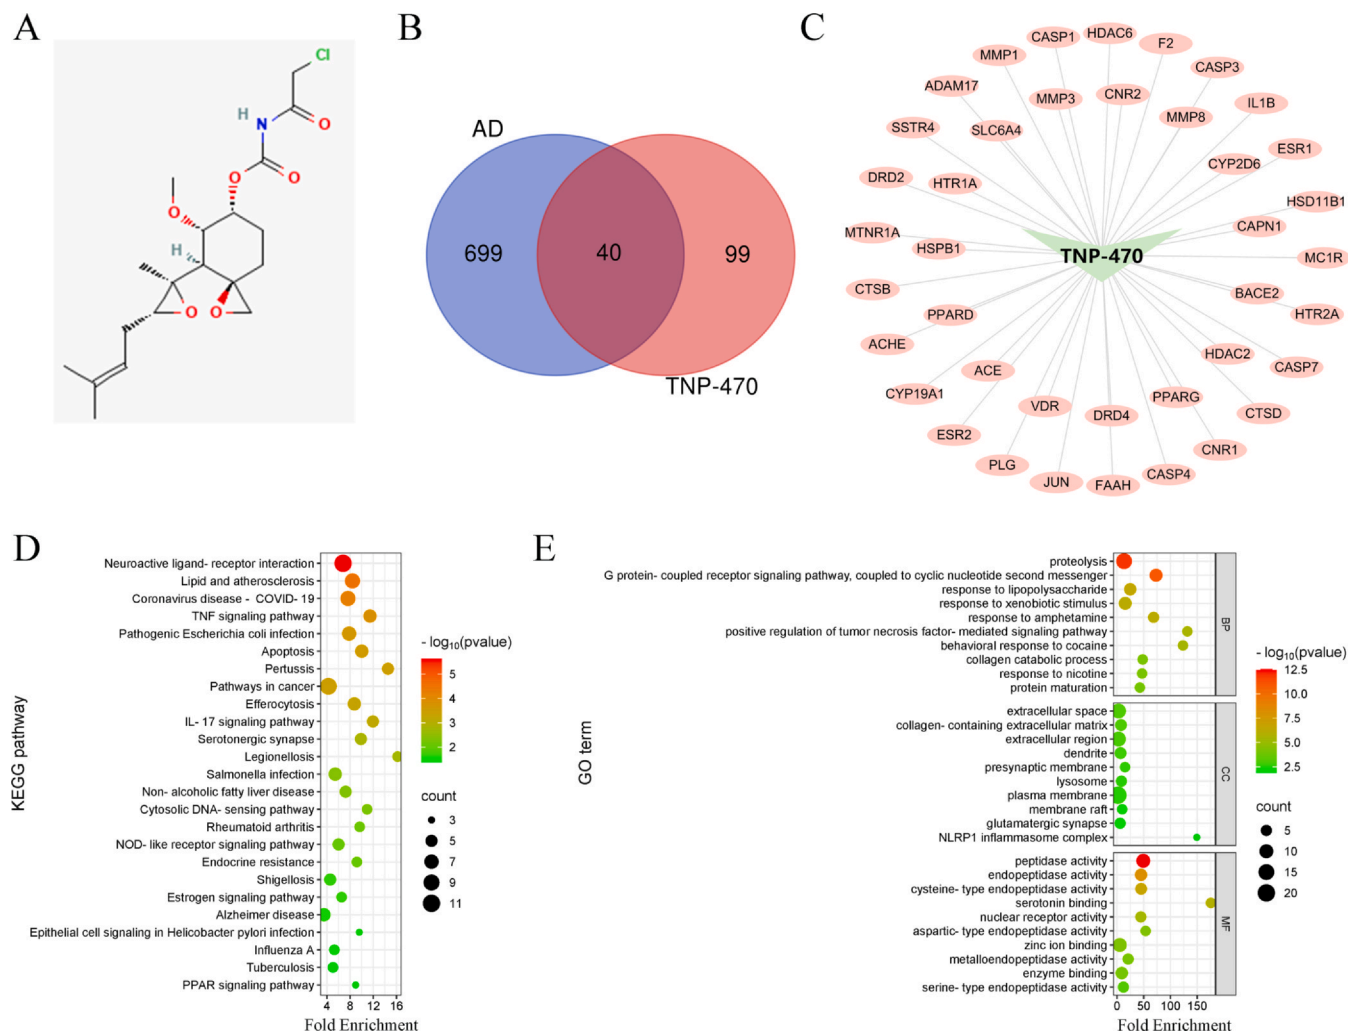 A
Cl
H
N
O
O
O
O
H
O
O
B
AD
699
40
99
TNP-470
C
CASP1
HDAC6
F2
MMP1
CASP3
ADAM17
MMP3
CNR2
IL1B
MMP8
SSTR4
SLC6A4
ESR1
CYP2D6
DRD2
HTR1A
HSD11B1
CAPN1
MTNR1A
HSPB1
TNP-470
MC1R
CTSB
BACE2
PPARD
HTR2A
ACHE
HDAC2
ACE
CASP7
CYP19A1
PPARG
VDR
DRD4
CTSD
ESR2
CNR1
PLG
CASP4
JUN
FAAH
D
KEGG pathway
Neuroactive ligand- receptor interaction
Lipid and atherosclerosis
Coronavirus disease - COVID- 19
TNF signaling pathway
Pathogenic Escherichia coli infection
Apoptosis
Pertussis
Pathways in cancer
Efferocytosis
IL- 17 signaling pathway
Serotonergic synapse
Legionellosis
Salmonella infection
Non- alcoholic fatty liver disease
Cytosolic DNA- sensing pathway
Rheumatoid arthritis
NOD- like receptor signaling pathway
Endocrine resistance
Shigellosis
Estrogen signaling pathway
Alzheimer disease
Epithelial cell signaling in Helicobacter pylori infection
Influenza A
Tuberculosis
PPAR signaling pathway
4 8 12 16
Fold Enrichment
- log10(pvalue)
5
4
3
2
count
3
5
7
9
11
E
GO term
proteolysis
G protein- coupled receptor signaling pathway, coupled to cyclic nucleotide second messenger
response to lipopolysaccharide
response to xenobiotic stimulus
response to amphetamine
positive regulation of tumor necrosis factor- mediated signaling pathway
behavioral response to cocaine
collagen catabolic process
response to nicotine
protein maturation
BP
extracellular space
collagen- containing extracellular matrix
extracellular region
dendrite
presynaptic membrane
lysosome
plasma membrane
membrane raft
glutamatergic synapse
NLRP1 inflammasome complex
CC
peptidase activity
endopeptidase activity
cysteine- type endopeptidase activity
serotonin binding
nuclear receptor activity
aspartic- type endopeptidase activity
zinc ion binding
metalloendopeptidase activity
enzyme binding
serine- type endopeptidase activity
MF
0 50 100 150
Fold Enrichment
- log10(pvalue)
12.5
10.0
7.5
5.0
2.5
count
5
10
15
20